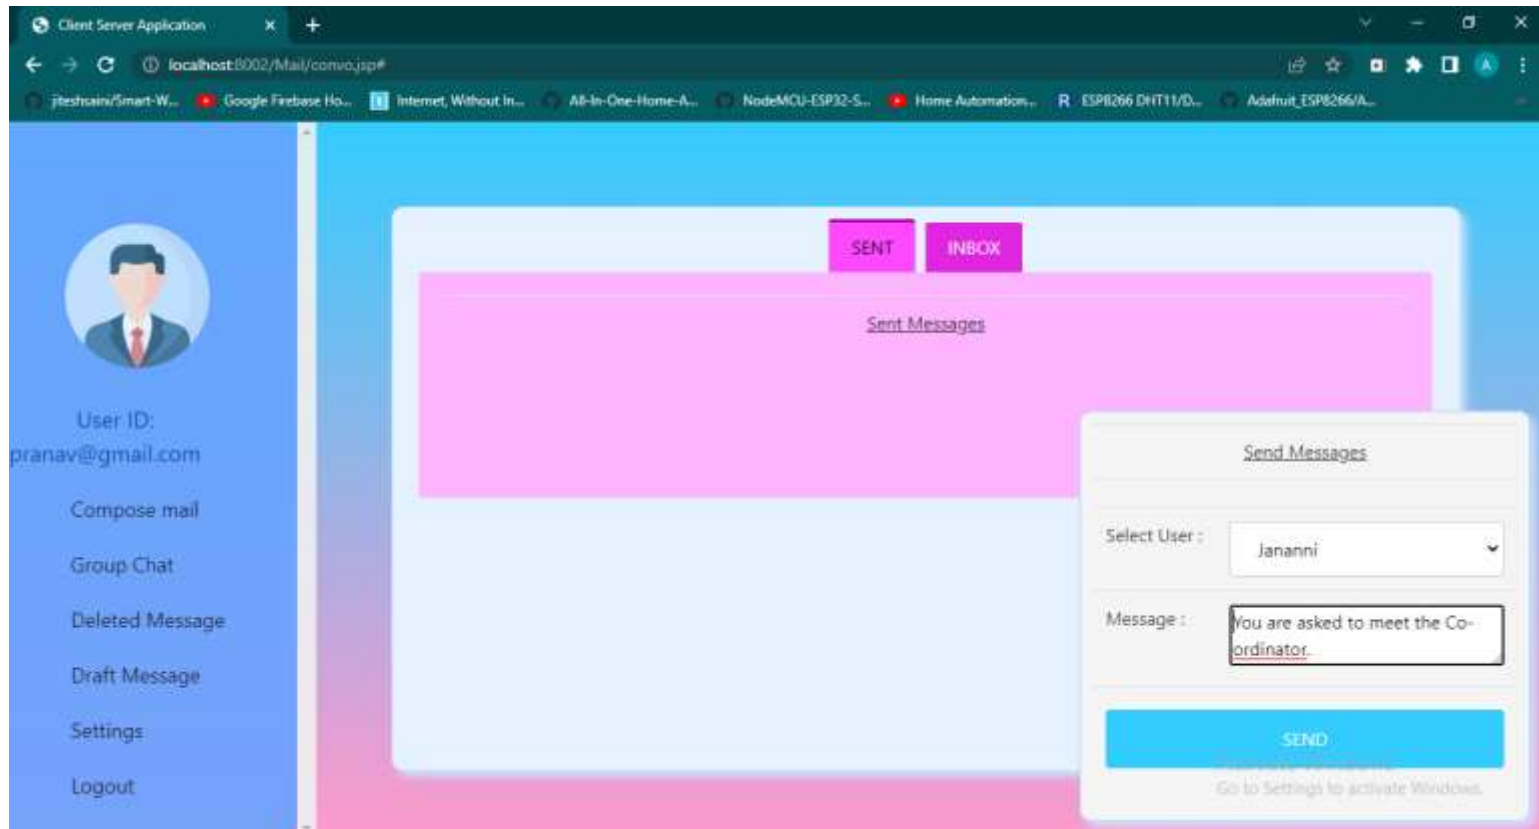 Client Server Application
localhost:8002/Mail/convo.jsp#
A
jiteshsaini/Smart-W...
Google Firebase Ho...
Internet, Without In...
All-In-One-Home-A...
NodeMCU-ESP32-S...
Home Automation...
R ESP8266 DHT11/D...
Adafruit_ESP8266/A...
SENT
INBOX
Sent Messages
User ID:
pranav@gmail.com
Compose mail
Group Chat
Deleted Message
Draft Message
Settings
Logout
Send Messages
Select User :
Jananni
Message :
You are asked to meet the Co-
ordinator.
SEND
Go to Settings to activate Windows.